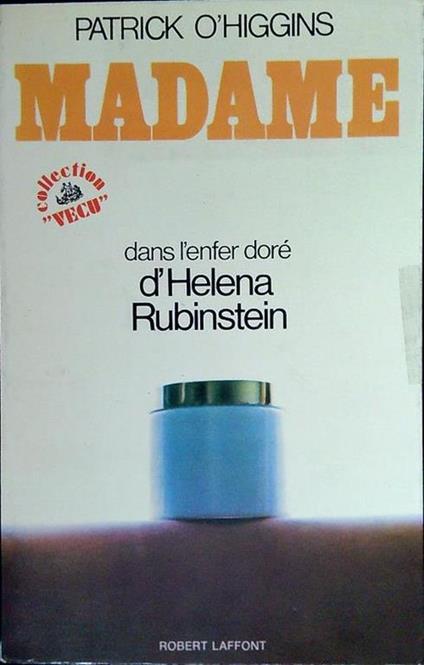 PATRICK O'HIGGINS
MADAME
collection
"VECU"
dans l'enfer doré
d'Helena
Rubinstein
ROBERT LAFFONT